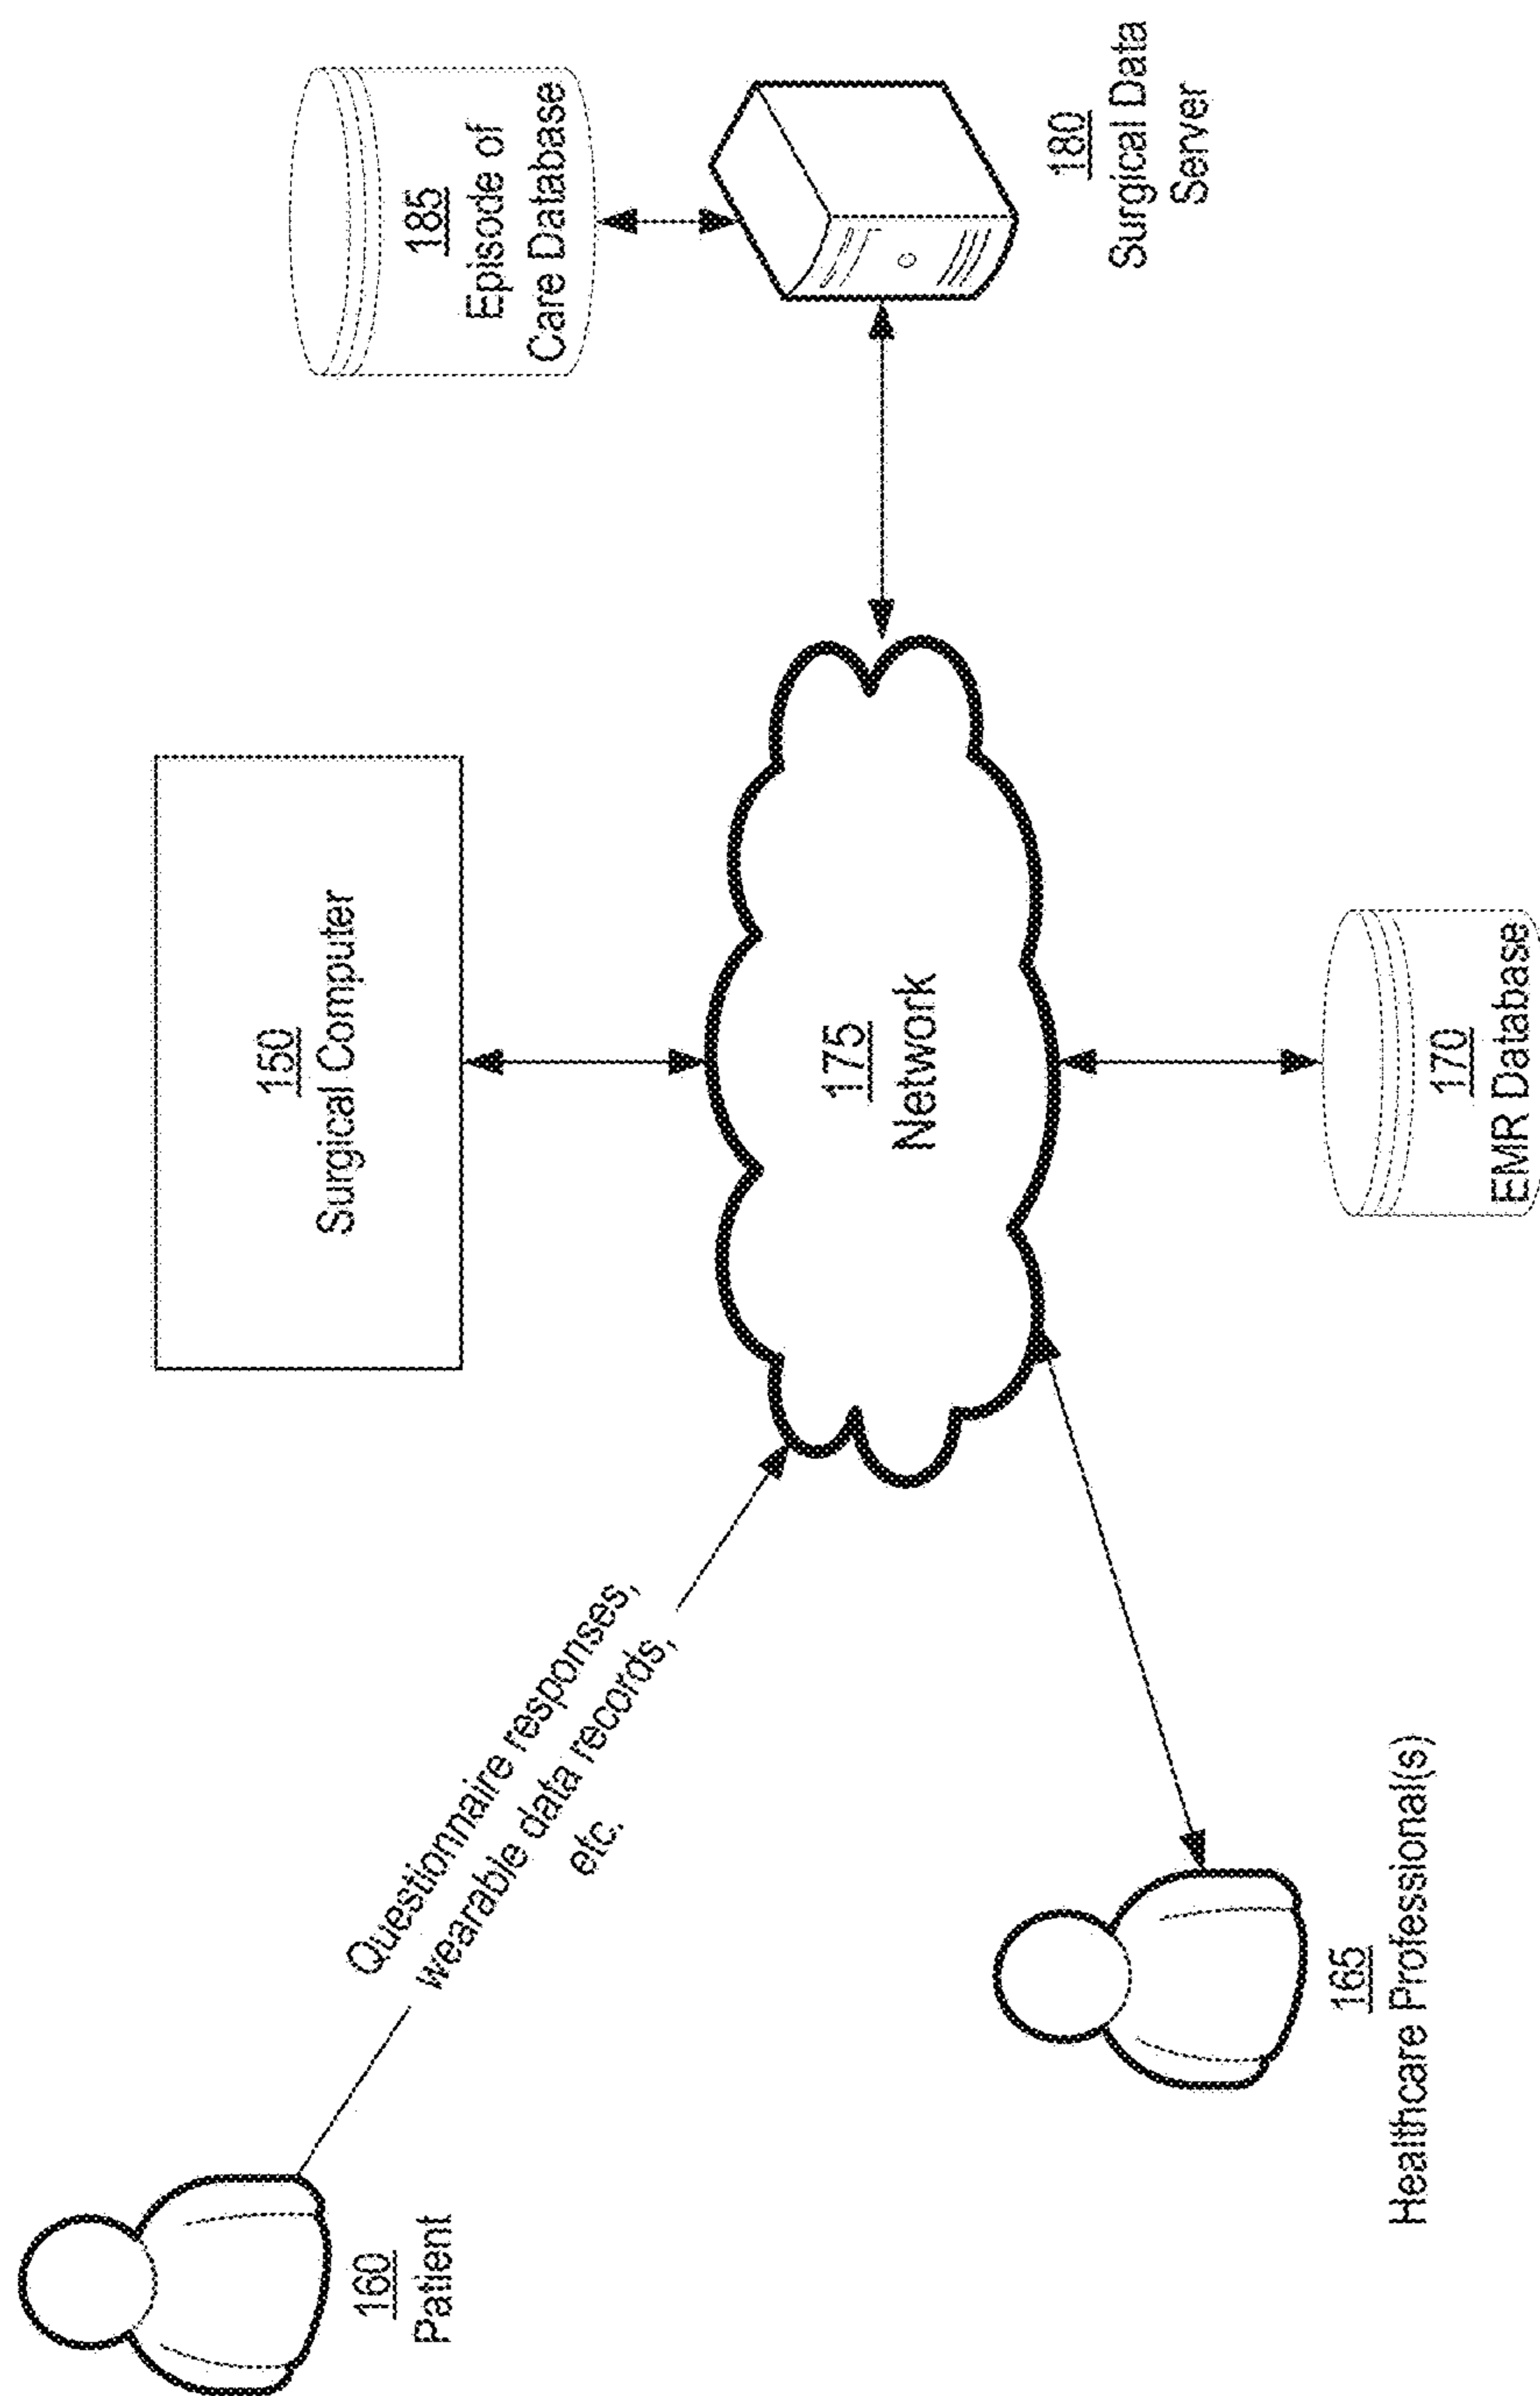 160
Patient
Questionnaire responses,
wearable data records,
etc.
150
Surgical Computer
185
Episode of
Care Database
175
Network
180
Surgical Data
Server
165
Healthcare Professional(s)
170
EMR Database